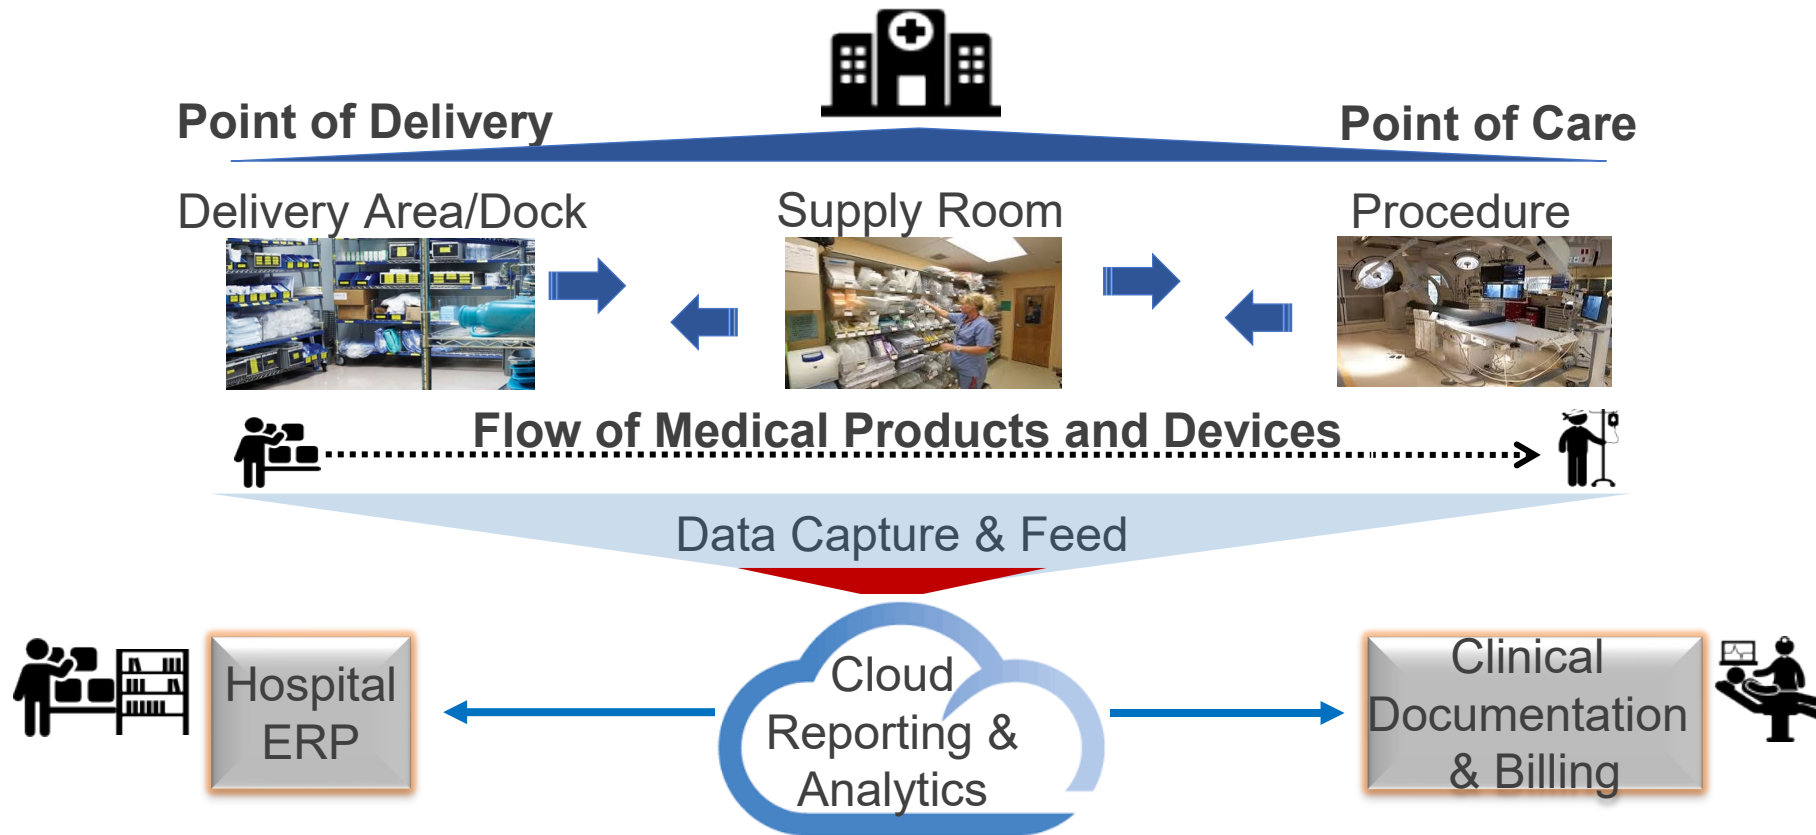 Point of Delivery
Point of Care
Delivery Area/Dock
Supply Room
Procedure
Flow of Medical Products and Devices
Data Capture & Feed
Hospital
ERP
Cloud
Reporting &
Analytics
Clinical
Documentation
& Billing